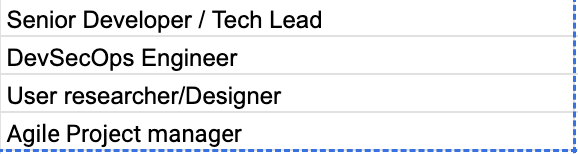 Senior Developer / Tech Lead
DevSecOps Engineer
User researcher/Designer
Agile Project manager